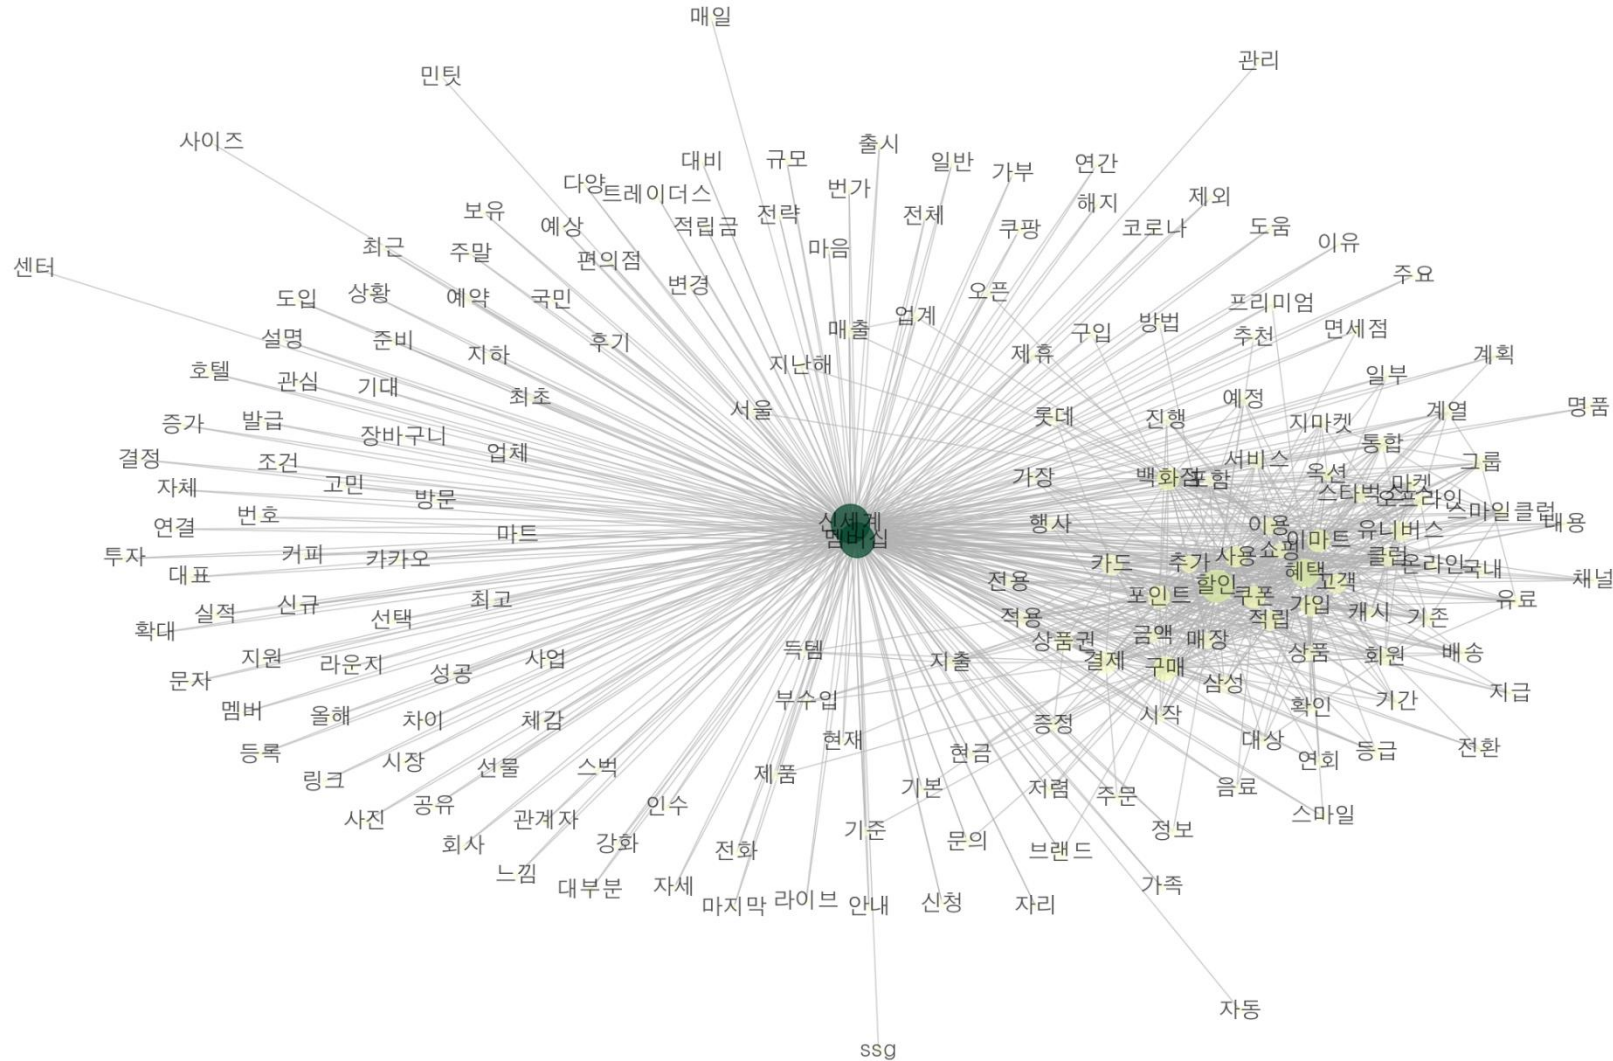 매일
관리
민팃
사이즈
출시
대비
규모
일반
가부
연간
다양
트레이더스
번가
제외
보유
예상
적립금
전략
전체
쿠팡
해지
코로나
도움
이유
최근
주말
편의점
마음
센터
도입
상황
예약
국민
변경
오픈
주요
프리미엄
설명
준비
지하
후기
매출
업계
구입
방법
추천
면세점
호텔
관심
기대
최초
지난해
제휴
계획
일부
증가
발급
장바구니
서울
롯데
진행
예정
지마켓
계열
명품
결정
조건
업체
통합
자체
고민
방문
가장
백화점
포함
서비스
옥션
그룹
마켓
연결
번호
마트
신세계
멤버십
행사
이용
스타벅스
오프라인
스마일클럽
내용
투자
커피
카카오
카드
추가
사용
쇼핑
이마트
유니버스
클럽
온라인
국내
채널
대표
최고
전용
포인트
할인
쿠폰
혜택
고객
가입
캐시
유료
실적
신규
선택
적용
적립
기존
확대
지원
라운지
성공
사업
득템
지출
상품권
금액
매장
결제
구매
상품
회원
배송
문자
삼성
지급
멤버
올해
차이
체감
부수입
증정
시작
확인
기간
등록
링크
시장
선물
스벅
현재
제품
현금
대상
연회
등급
전환
사진
공유
관계자
인수
기본
저렴
주문
음료
스마일
회사
강화
전화
기준
문의
브랜드
정보
느낌
대부분
자세
마지막
라이브
안내
신청
자리
가족
자동
ssg